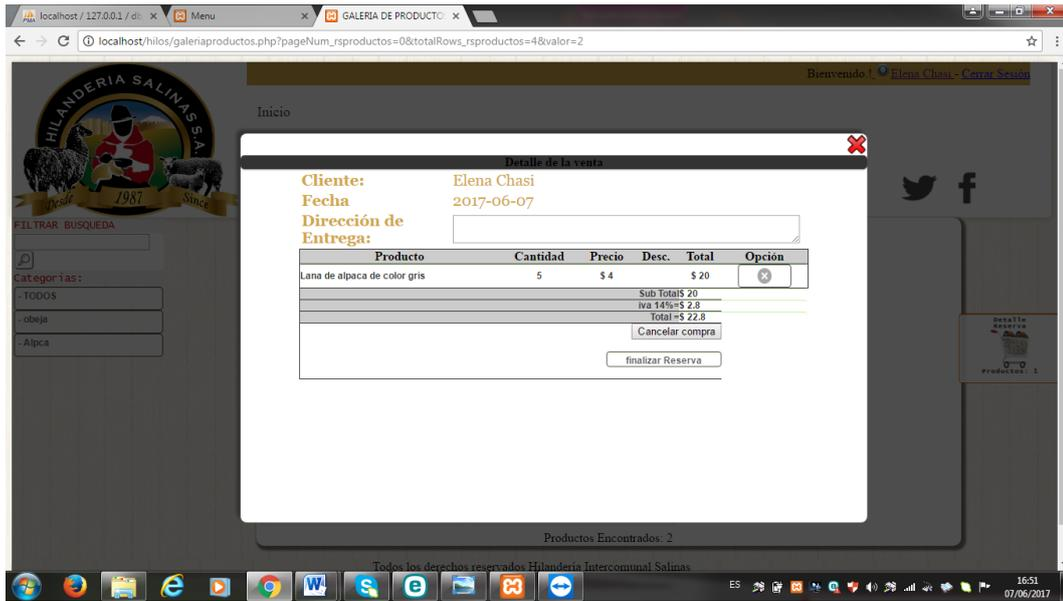 localhost / 127.0.0.1 / db
Menu
GALERIA DE PRODUCTO
localhost/hilos/galeriaproductos.php?pageNum_rsproductos=0&totalRows_rsproductos=4&valor=2
HILANDERIA SALINAS S.A.
Desde 1987 Since
Bienvenido.! Elena Chasi - Cerrar Sesión
Inicio
Detalle de la venta
Cliente: Elena Chasi
Fecha 2017-06-07
Dirección de
Entrega:
Producto Cantidad Precio Desc. Total Opción
Lana de alpaca de color gris 5 $ 4 $ 20
Sub Total$ 20
iva 14%=$ 2.8
Total =$ 22.8
Cancelar compra
finalizar Reserva
FILTRAR BUSQUEDA
Categorias:
- TODOS
- obeja
- Alpca
Detalle
Reserva
Productos: 1
Productos Encontrados: 2
Todos los derechos reservados Hilandería Intercomunal Salinas
ES
16:51
07/06/2017